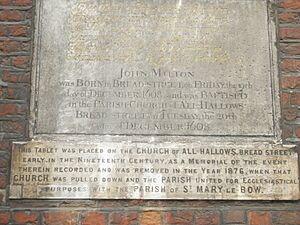 JOHN MILTON
was BORN in BREAD STREET on FRIDAY the 9th
day of DECEMBER 1608 and was BAPTISED
in the PARISH CHURCH of ALL HALLOWS
BREAD STREET on TUESDAY the 20th
of DECEMBER 1608
THIS TABLET WAS PLACED ON THE CHURCH OF ALL HALLOWS, BREAD STREET
EARLY IN THE NINETEENTH CENTURY, AS A MEMORIAL OF THE EVENT
THEREIN RECORDED AND WAS REMOVED IN THE YEAR 1876, WHEN THAT
CHURCH WAS PULLED DOWN AND THE PARISH UNITED FOR ECCLESIASTICAL
PURPOSES WITH THE PARISH OF ST MARY-LE-BOW.